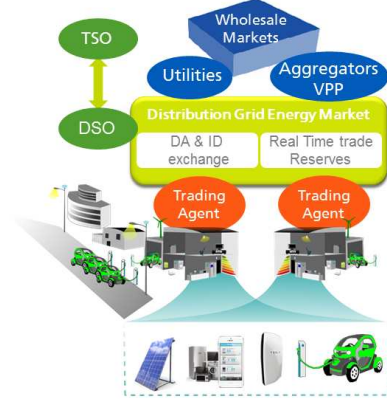 TSO
Wholesale
Markets
Utilities
Aggregators
VPP
DSO
Distribution Grid Energy Market
DA & ID
exchange
Real Time trade
Reserves
Trading
Agent
Trading
Agent